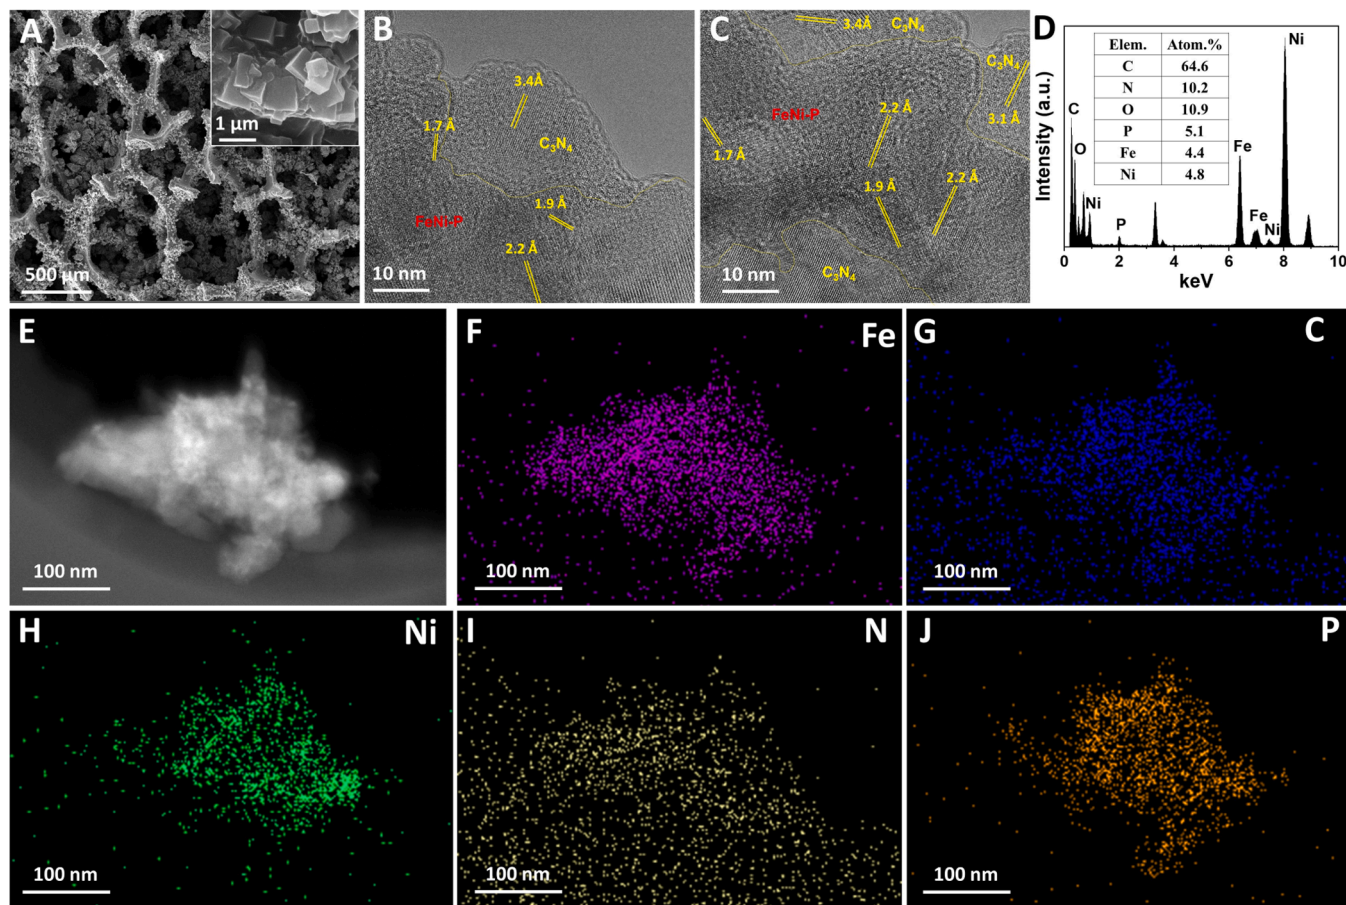 A
1 µm
500 µm
B
3.4Å
1.7 Å
C₃N₄
1.9 Å
FeNi-P
2.2 Å
10 nm
C
3.4Å
C₃N₄
C₃N₄
FeNi-P
2.2 Å
3.1 Å
1.7 Å
1.9 Å
2.2 Å
C₃N₄
10 nm
D
Elem. Atom.%
C 64.6
N 10.2
O 10.9
P 5.1
Fe 4.4
Ni 4.8
Ni
C
O
Fe
Ni
P
Fe
Ni
Intensity (a.u.)
0 2 4 6 8 10
keV
E
100 nm
F
Fe
100 nm
G
C
100 nm
H
Ni
100 nm
I
N
100 nm
J
P
100 nm